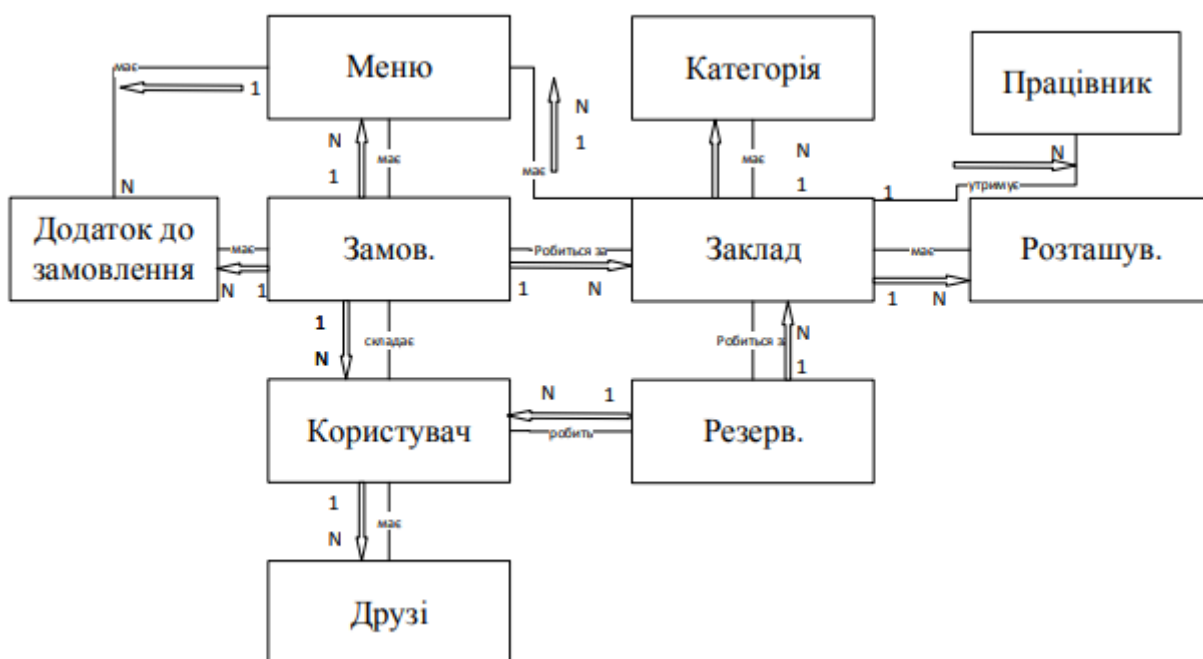 Меню
Категорія
Працівник
має
1
N
1
N
1
N
має
має
N
1
має
N
1
N
1
утримує
N
Додаток до
замовлення
Замов.
Заклад
Розташув.
має
Робиться за
має
N
1
1
N
1
N
1
N
складає
Робиться з
N
1
Користувач
Резерв.
N
1
робить
1
N
має
Друзі